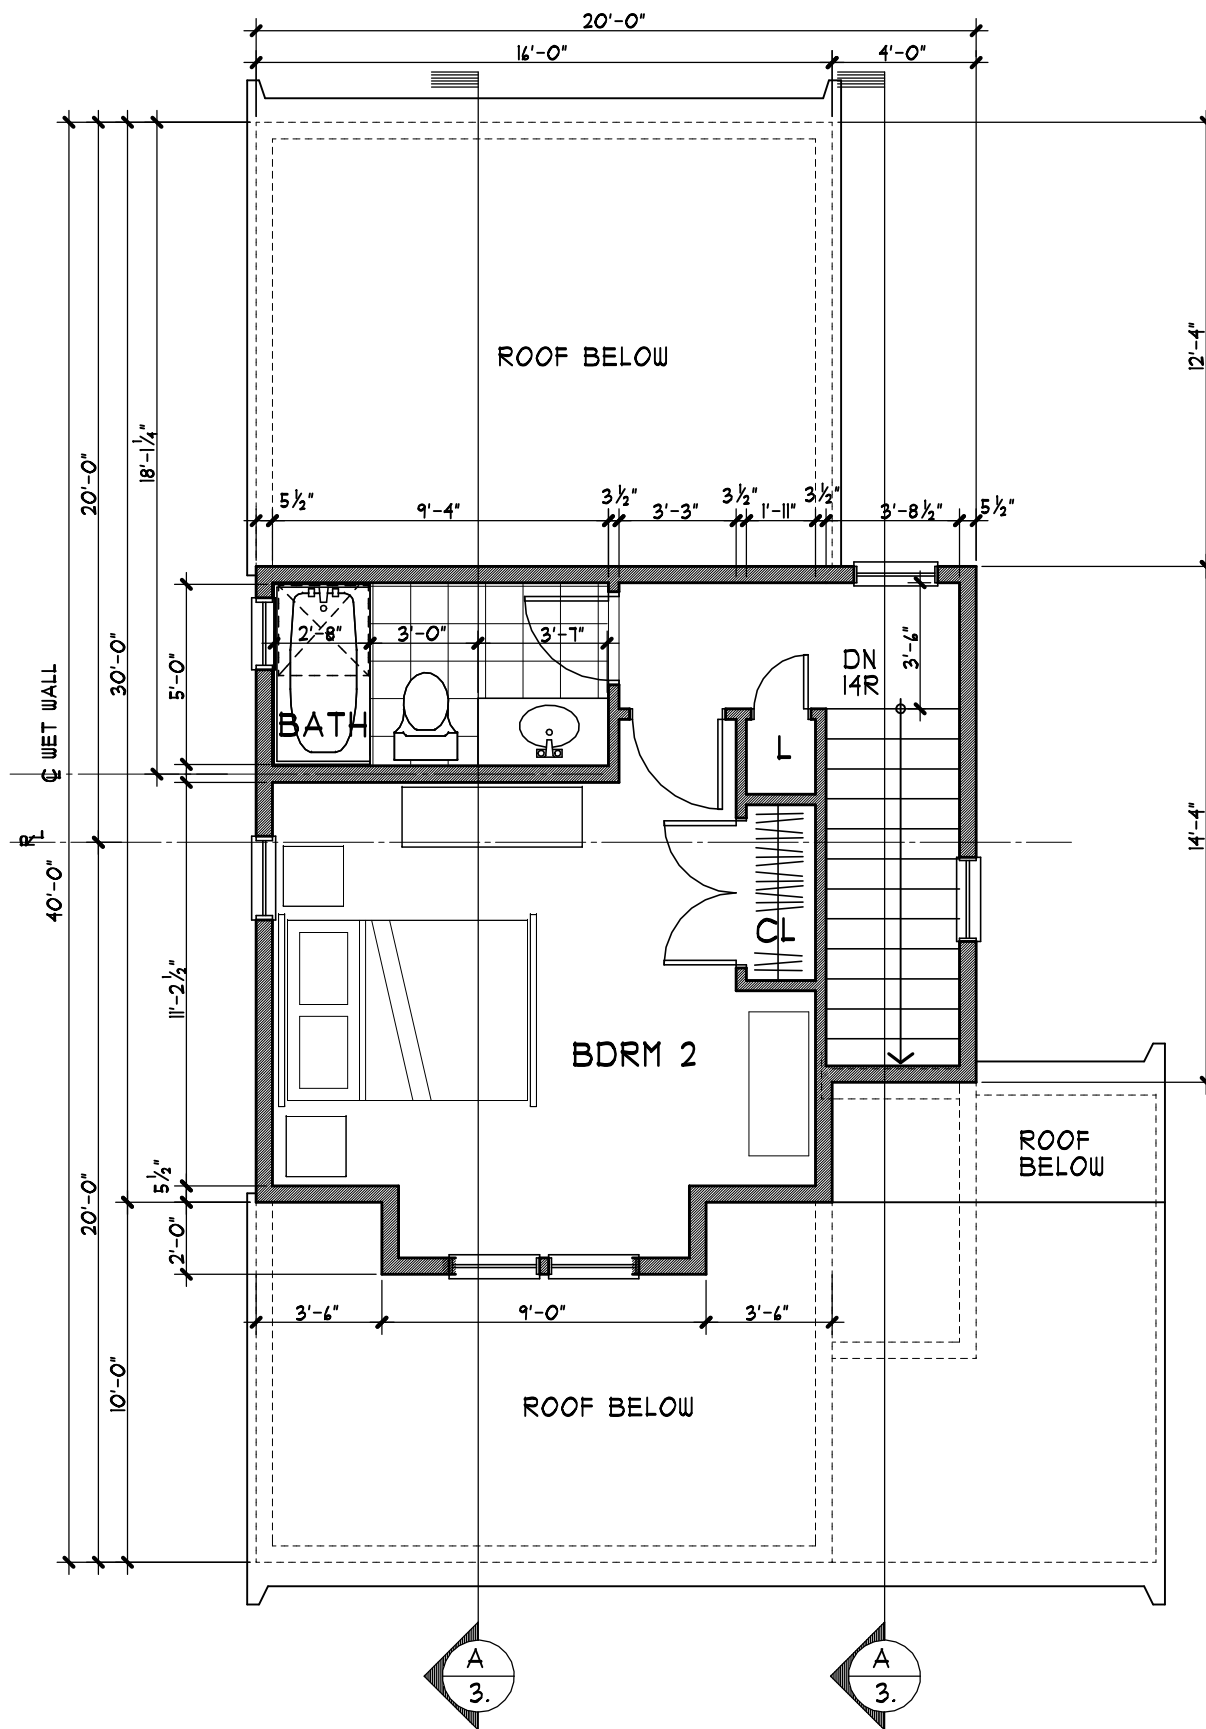 20'-0"
16'-0"
4'-0"
12'-4"
ROOF BELOW
18'-1¼"
20'-0"
5½"
9'-4"
3½"
3'-3"
3½"
1'-11"
3½"
3'-8½"
5½"
2'-8"
3'-0"
3'-7"
3'-6"
DN
14R
30'-0"
5'-0"
BATH
L
℄ WET WALL
RL
40'-0"
14'-4"
CL
11'-2½"
BDRM 2
ROOF
BELOW
5½"
20'-0"
2'-0"
3'-6"
9'-0"
3'-6"
10'-0"
ROOF BELOW
A
3.
A
3.